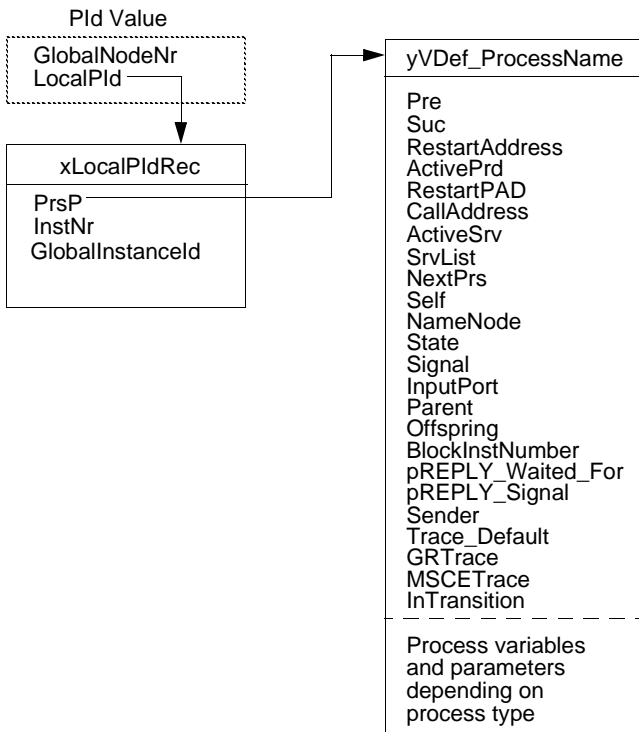 PId Value
GlobalNodeNr
LocalPId
xLocalPIdRec
PrsP
InstNr
GlobalInstanceId
yVDef_ProcessName
Pre
Suc
RestartAddress
ActivePrd
RestartPAD
CallAddress
ActiveSrv
SrvList
NextPrs
Self
NameNode
State
Signal
InputPort
Parent
Offspring
BlockInstNumber
pREPLY_Waited_For
pREPLY_Signal
Sender
Trace_Default
GRTrace
MSCETrace
InTransition
Process variables
and parameters
depending on
process type